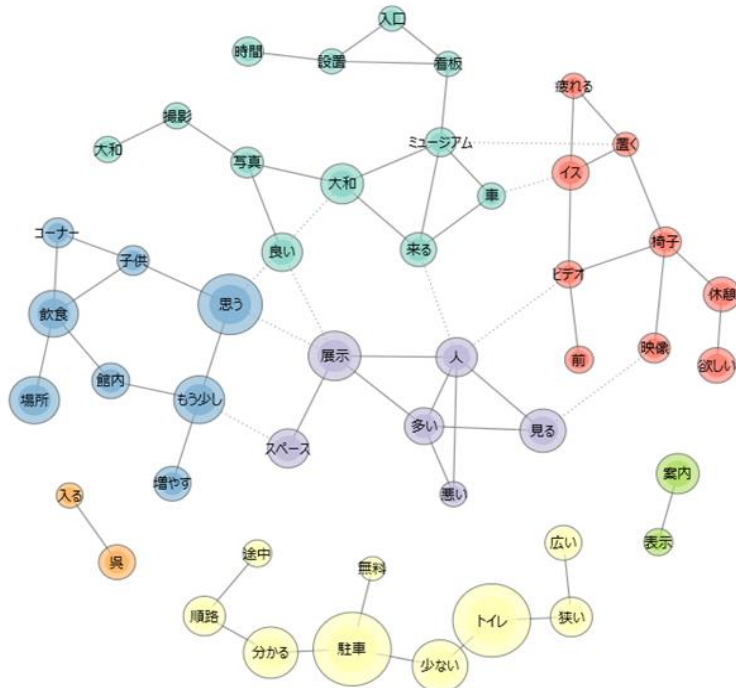 入口
時間
設置
看板
疲れる
撮影
大和
ミュージアム
置く
写真
イス
大和
車
コーナー
良い
来る
椅子
子供
ビデオ
休憩
思う
飲食
展示
人
映像
前
欲しい
館内
場所
もう少し
多い
見る
スペース
増やす
悪い
案内
入る
表示
呉
途中
無料
広い
順路
トイレ
狭い
分かる
駐車
少ない